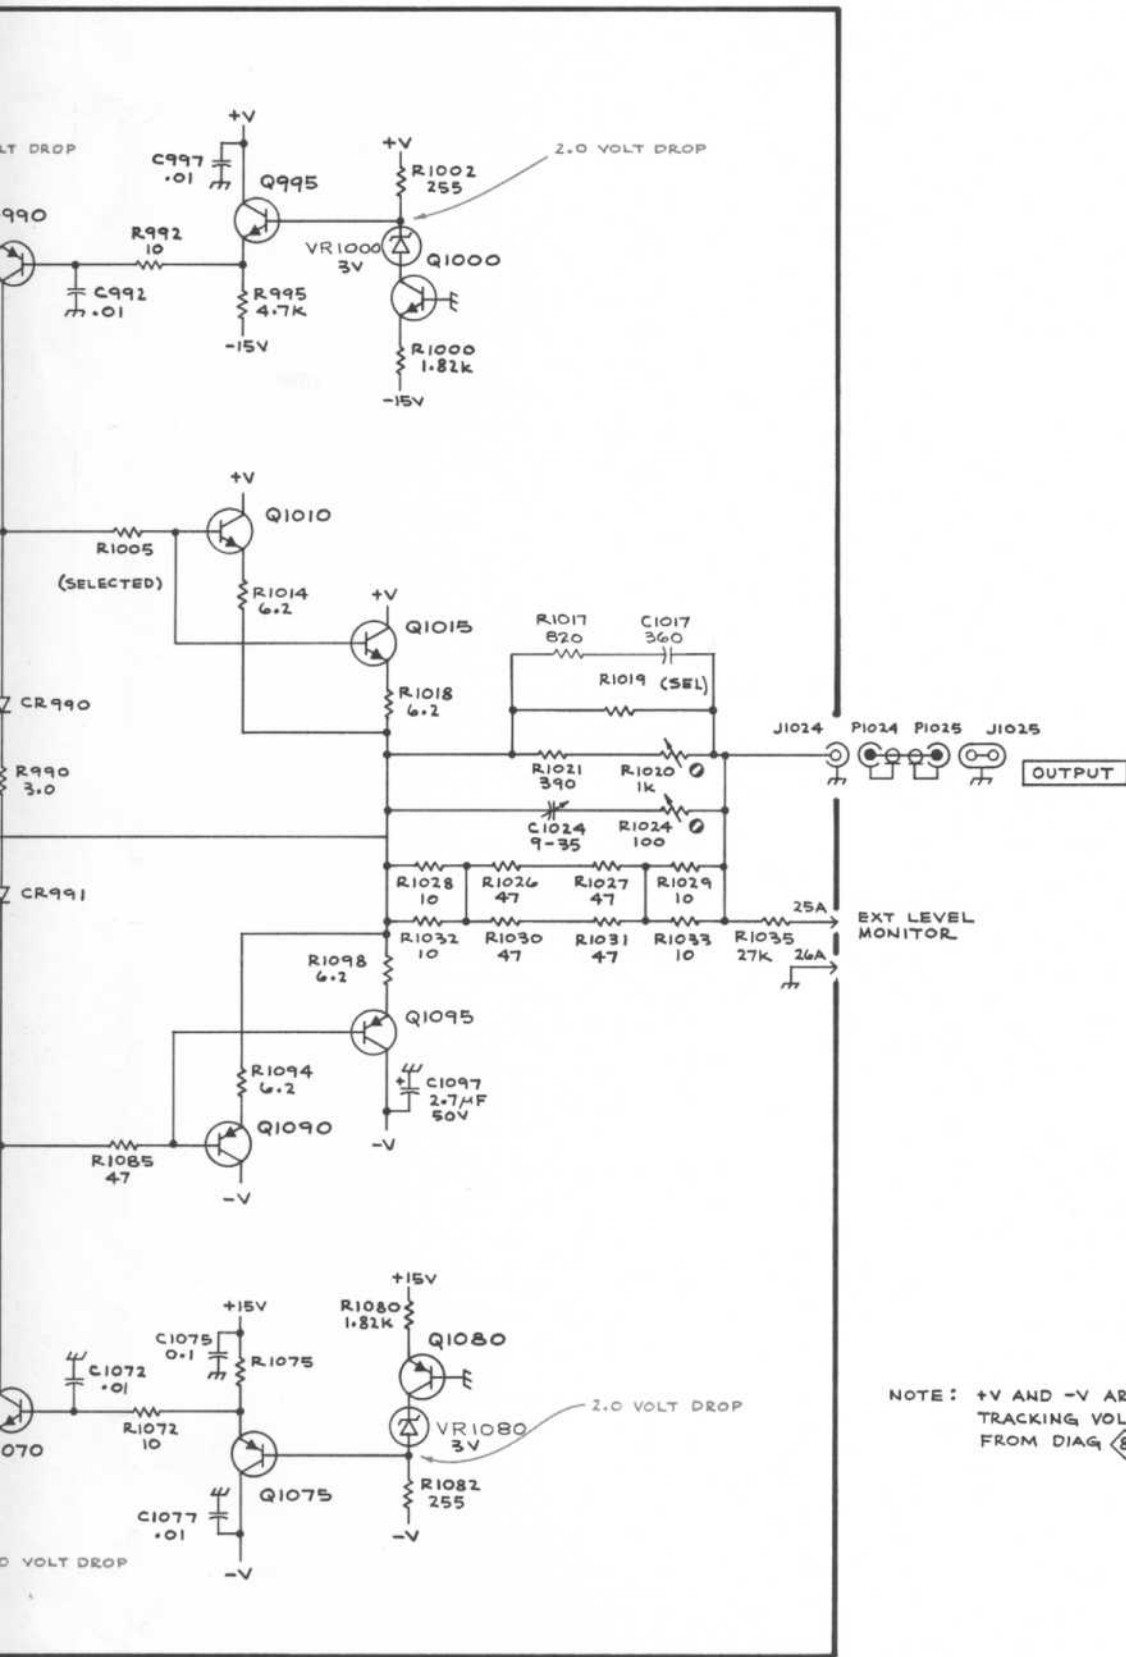 +V
LT DROP
C997
.01
Q995
+V
R1002
255
2.0 VOLT DROP
990
R992
10
VR1000
3V
Q1000
C992
.01
R995
4.7K
-15V
R1000
1.82K
-15V
+V
Q1010
R1005
(SELECTED)
R1014
6.2
+V
Q1015
R1018
6.2
R1017
820
C1017
360
R1019 (SEL)
CR990
R990
3.0
R1021
390
R1020
1K
J1024 P1024 P1025 J1025
OUTPUT
C1024
9-35
R1024
100
CR991
R1028
10
R1026
47
R1027
47
R1029
10
R1032
10
R1030
47
R1031
47
R1033
10
R1035
27K
25A
EXT LEVEL
MONITOR
26A
R1098
6.2
Q1095
R1094
6.2
+
C1097
2.7µF
50V
Q1090
-V
R1085
47
-V
+15V
+15V
R1080
1.82K
Q1080
C1075
0.1
R1075
C1072
.01
R1072
10
1070
VR1080
3V
2.0 VOLT DROP
Q1075
R1082
255
C1077
.01
-V
-V
VOLT DROP
NOTE: +V AND -V AR
TRACKING VOL
FROM DIAG 8